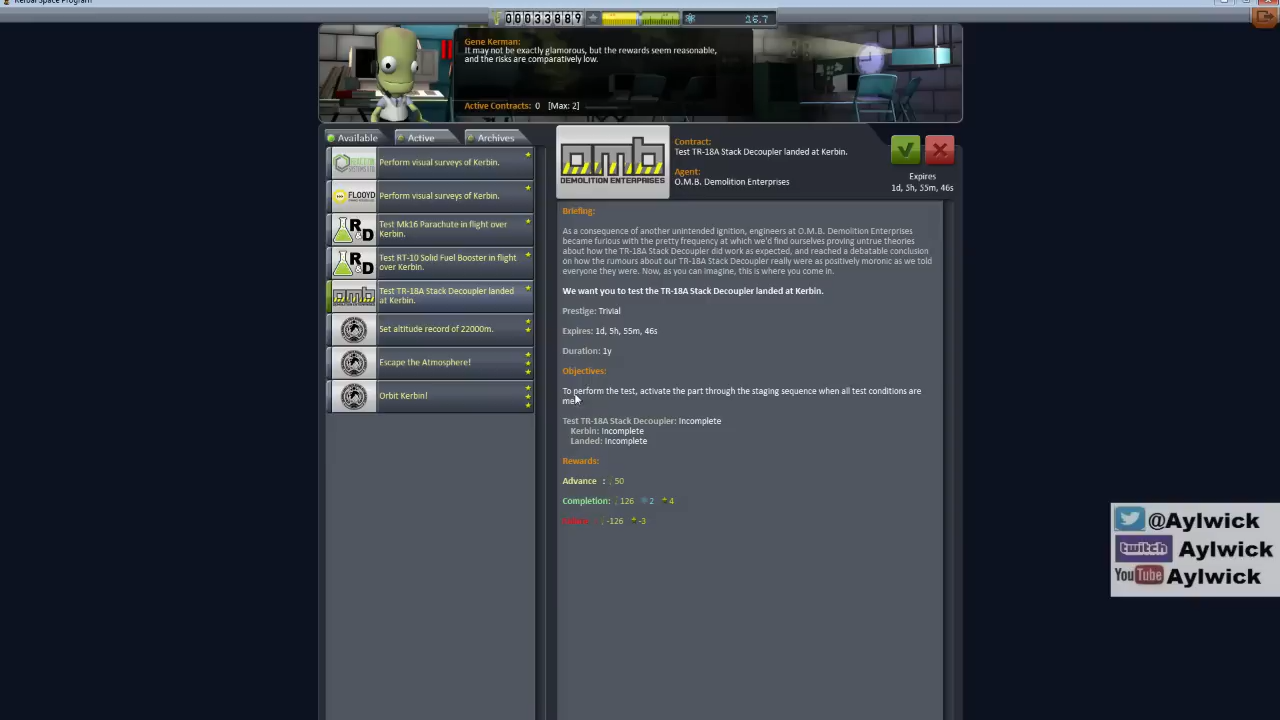 Kerbal Space Program
00033889
16.7
Gene Kerman:
It may not be exactly glamorous, but the rewards seem reasonable,
and the risks are comparatively low.
Active Contracts: 0 [Max: 2]
Available
Active
Archives
Perform visual surveys of Kerbin.
FLOOYD
Perform visual surveys of Kerbin.
R&D
Test Mk16 Parachute in flight over
Kerbin.
R&D
Test RT-10 Solid Fuel Booster in flight
over Kerbin.
omb
Test TR-18A Stack Decoupler landed
at Kerbin.
Set altitude record of 22000m.
Escape the Atmosphere!
Orbit Kerbin!
omb
DEMOLITION ENTERPRISES
Contract:
Test TR-18A Stack Decoupler landed at Kerbin.
Agent:
O.M.B. Demolition Enterprises
Expires
1d, 5h, 55m, 46s
Briefing:
As a consequence of another unintended ignition, engineers at O.M.B. Demolition Enterprises
became furious with the pretty frequency at which we'd find ourselves proving untrue theories
about how the TR-18A Stack Decoupler did work as expected, and reached a debatable conclusion
on how the rumours about our TR-18A Stack Decoupler really were as positively moronic as we told
everyone they were. Now, as you can imagine, this is where you come in.
We want you to test the TR-18A Stack Decoupler landed at Kerbin.
Prestige: Trivial
Expires: 1d, 5h, 55m, 46s
Duration: 1y
Objectives:
To perform the test, activate the part through the staging sequence when all test conditions are
met.
Test TR-18A Stack Decoupler: Incomplete
Kerbin: Incomplete
Landed: Incomplete
Rewards:
Advance : 50
Completion: 126 2 4
-126 -3
@Aylwick
twitch Aylwick
YouTube Aylwick